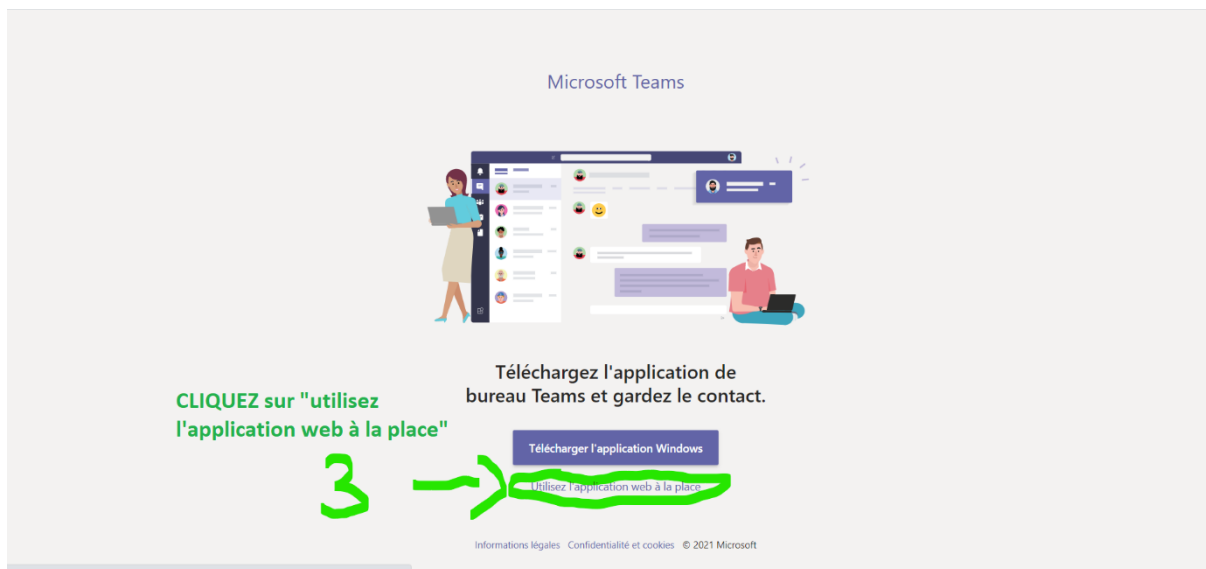 Microsoft Teams
Téléchargez l'application de
bureau Teams et gardez le contact.
CLIQUEZ sur "utilisez
l'application web à la place"
Télécharger l'application Windows
3
Utilisez l'application web à la place
Informations légales Confidentialité et cookies © 2021 Microsoft